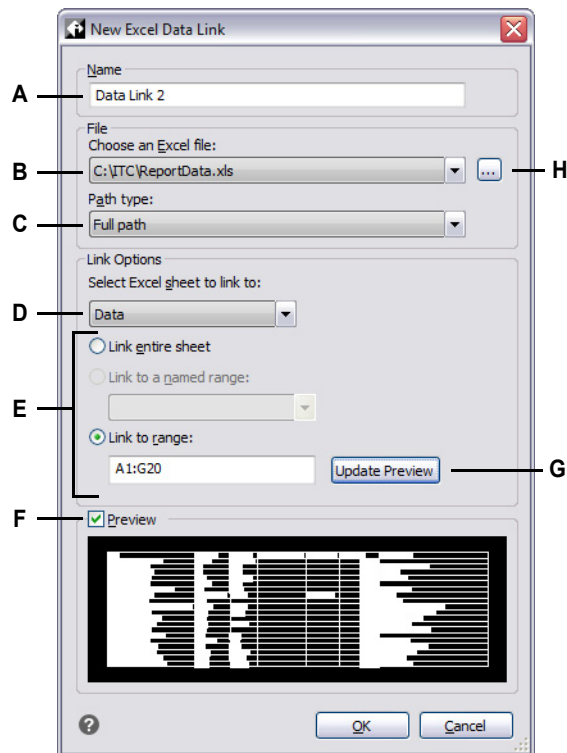 New Excel Data Link
Name
A
Data Link 2
File
Choose an Excel file:
B
C:\ITC\ReportData.xls
...
H
Path type:
C
Full path
Link Options
Select Excel sheet to link to:
D
Data
Link entire sheet
Link to a named range:
E
Link to range:
A1:G20
Update Preview
G
F
Preview
?
OK
Cancel